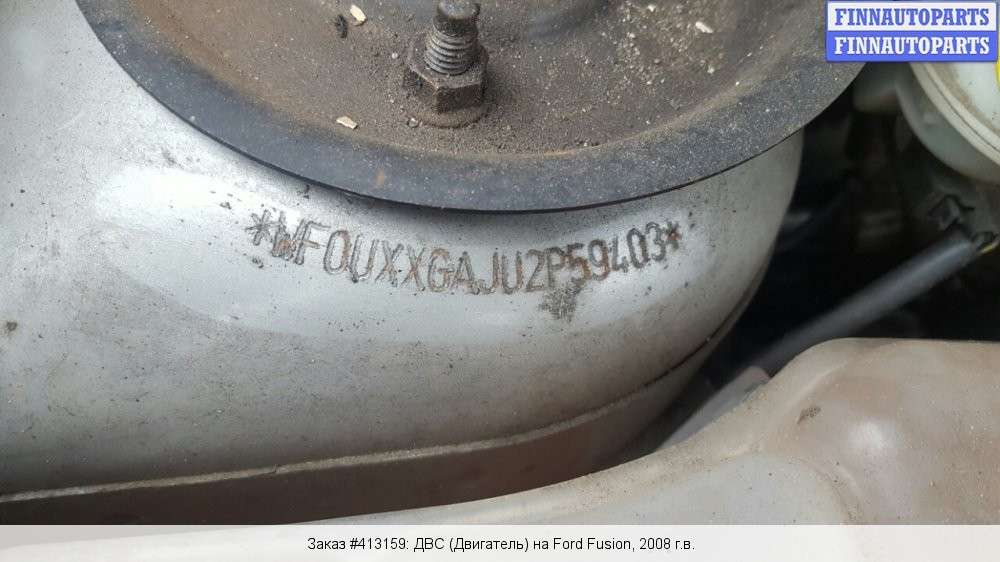 FINNAUTOPARTS
FINNAUTOPARTS
*WF0UXXGAJU2P59403*
Заказ #413159: ДВС (Двигатель) на Ford Fusion, 2008 г.в.